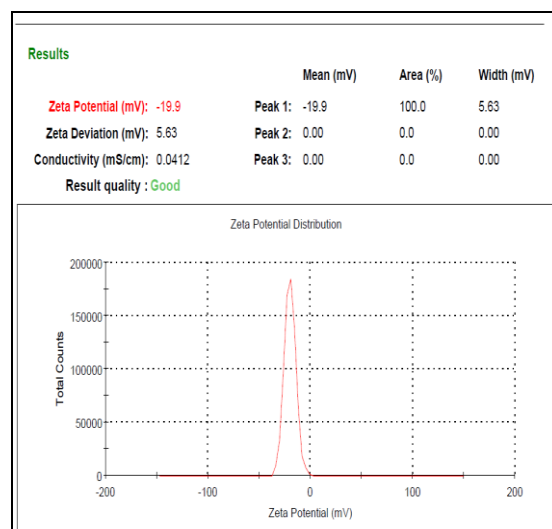 Results
Mean (mV) Area (%) Width (mV)
Zeta Potential (mV): -19.9 Peak 1: -19.9 100.0 5.63
Zeta Deviation (mV): 5.63 Peak 2: 0.00 0.0 0.00
Conductivity (mS/cm): 0.0412 Peak 3: 0.00 0.0 0.00
Result quality : Good
Zeta Potential Distribution
200000
150000
100000
50000
0
Total Counts
-200 -100 0 100 200
Zeta Potential (mV)